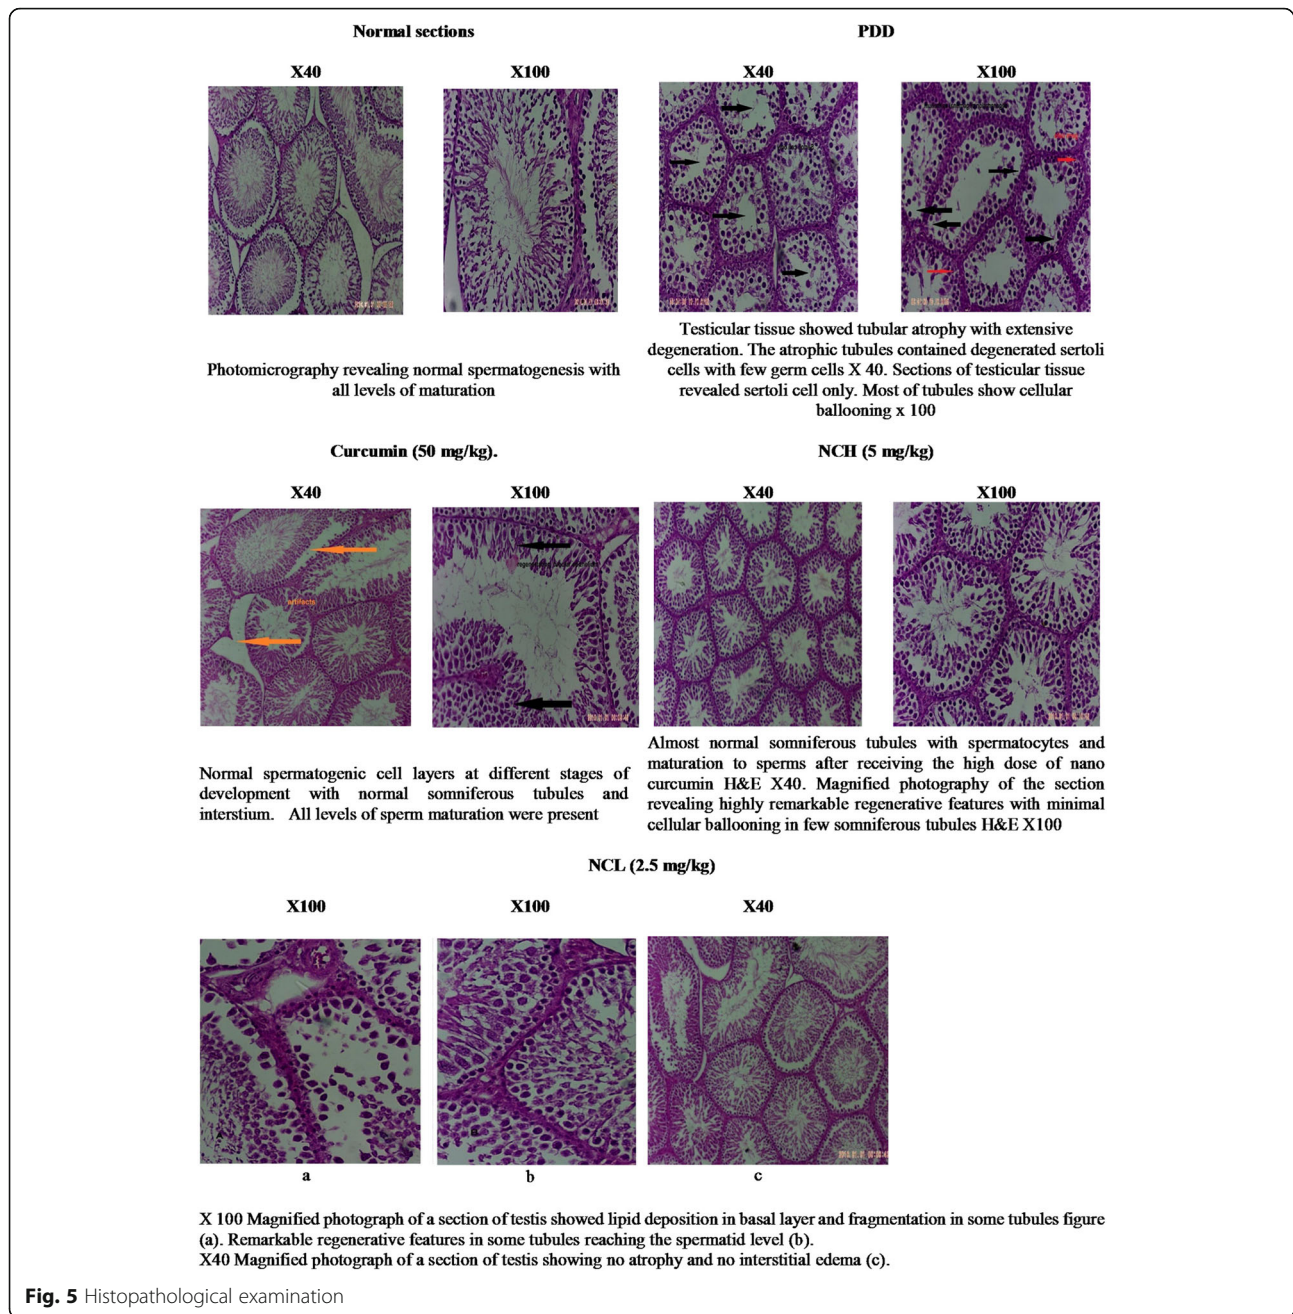 Normal sections
PDD
X40
X100
X40
X100
Photomicrography revealing normal spermatogenesis with
all levels of maturation
Testicular tissue showed tubular atrophy with extensive
degeneration. The atrophic tubules contained degenerated sertoli
cells with few germ cells X 40. Sections of testicular tissue
revealed sertoli cell only. Most of tubules show cellular
ballooning x 100
Curcumin (50 mg/kg).
NCH (5 mg/kg)
X40
X100
X40
X100
artifacts
Normal spermatogenic cell layers at different stages of
development with normal somniferous tubules and
interstium. All levels of sperm maturation were present
Almost normal somniferous tubules with spermatocytes and
maturation to sperms after receiving the high dose of nano
curcumin H&E X40. Magnified photography of the section
revealing highly remarkable regenerative features with minimal
cellular ballooning in few somniferous tubules H&E X100
NCL (2.5 mg/kg)
X100
X100
X40
a
b
c
X 100 Magnified photograph of a section of testis showed lipid deposition in basal layer and fragmentation in some tubules figure
(a). Remarkable regenerative features in some tubules reaching the spermatid level (b).
X40 Magnified photograph of a section of testis showing no atrophy and no interstitial edema (c).
Fig. 5 Histopathological examination